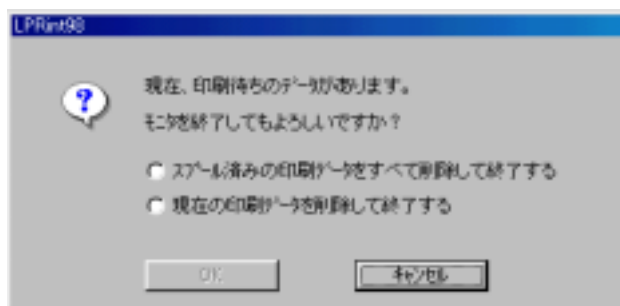 LPRint98
現在、印刷待ちのﾃﾞｰﾀがあります。
ﾓﾆﾀを終了してもよろしいですか？
ｽﾌﾟｰﾙ済みの印刷ﾃﾞｰﾀをすべて削除して終了する
現在の印刷ﾃﾞｰﾀを削除して終了する
OK
ｷｬﾝｾﾙ